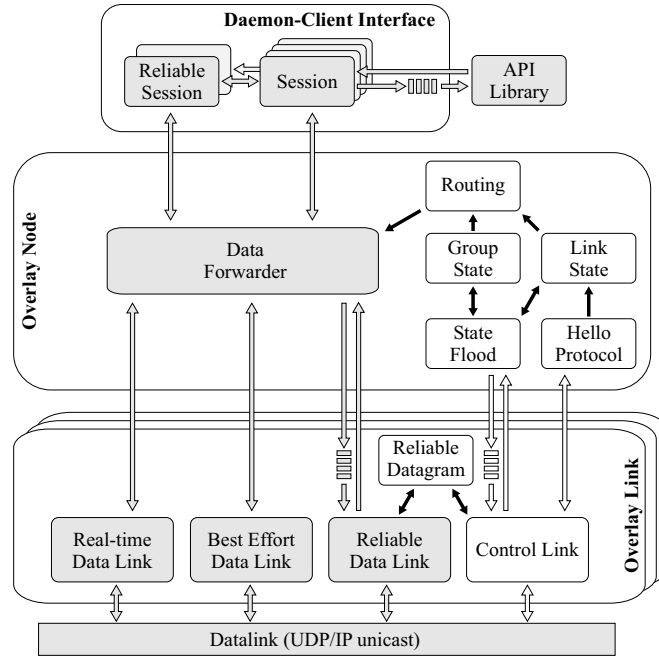 Daemon-Client Interface
Reliable
Session
Session
API
Library
Overlay Node
Routing
Data
Forwarder
Group
State
Link
State
State
Flood
Hello
Protocol
Overlay Link
Reliable
Datagram
Real-time
Data Link
Best Effort
Data Link
Reliable
Data Link
Control Link
Datalink (UDP/IP unicast)